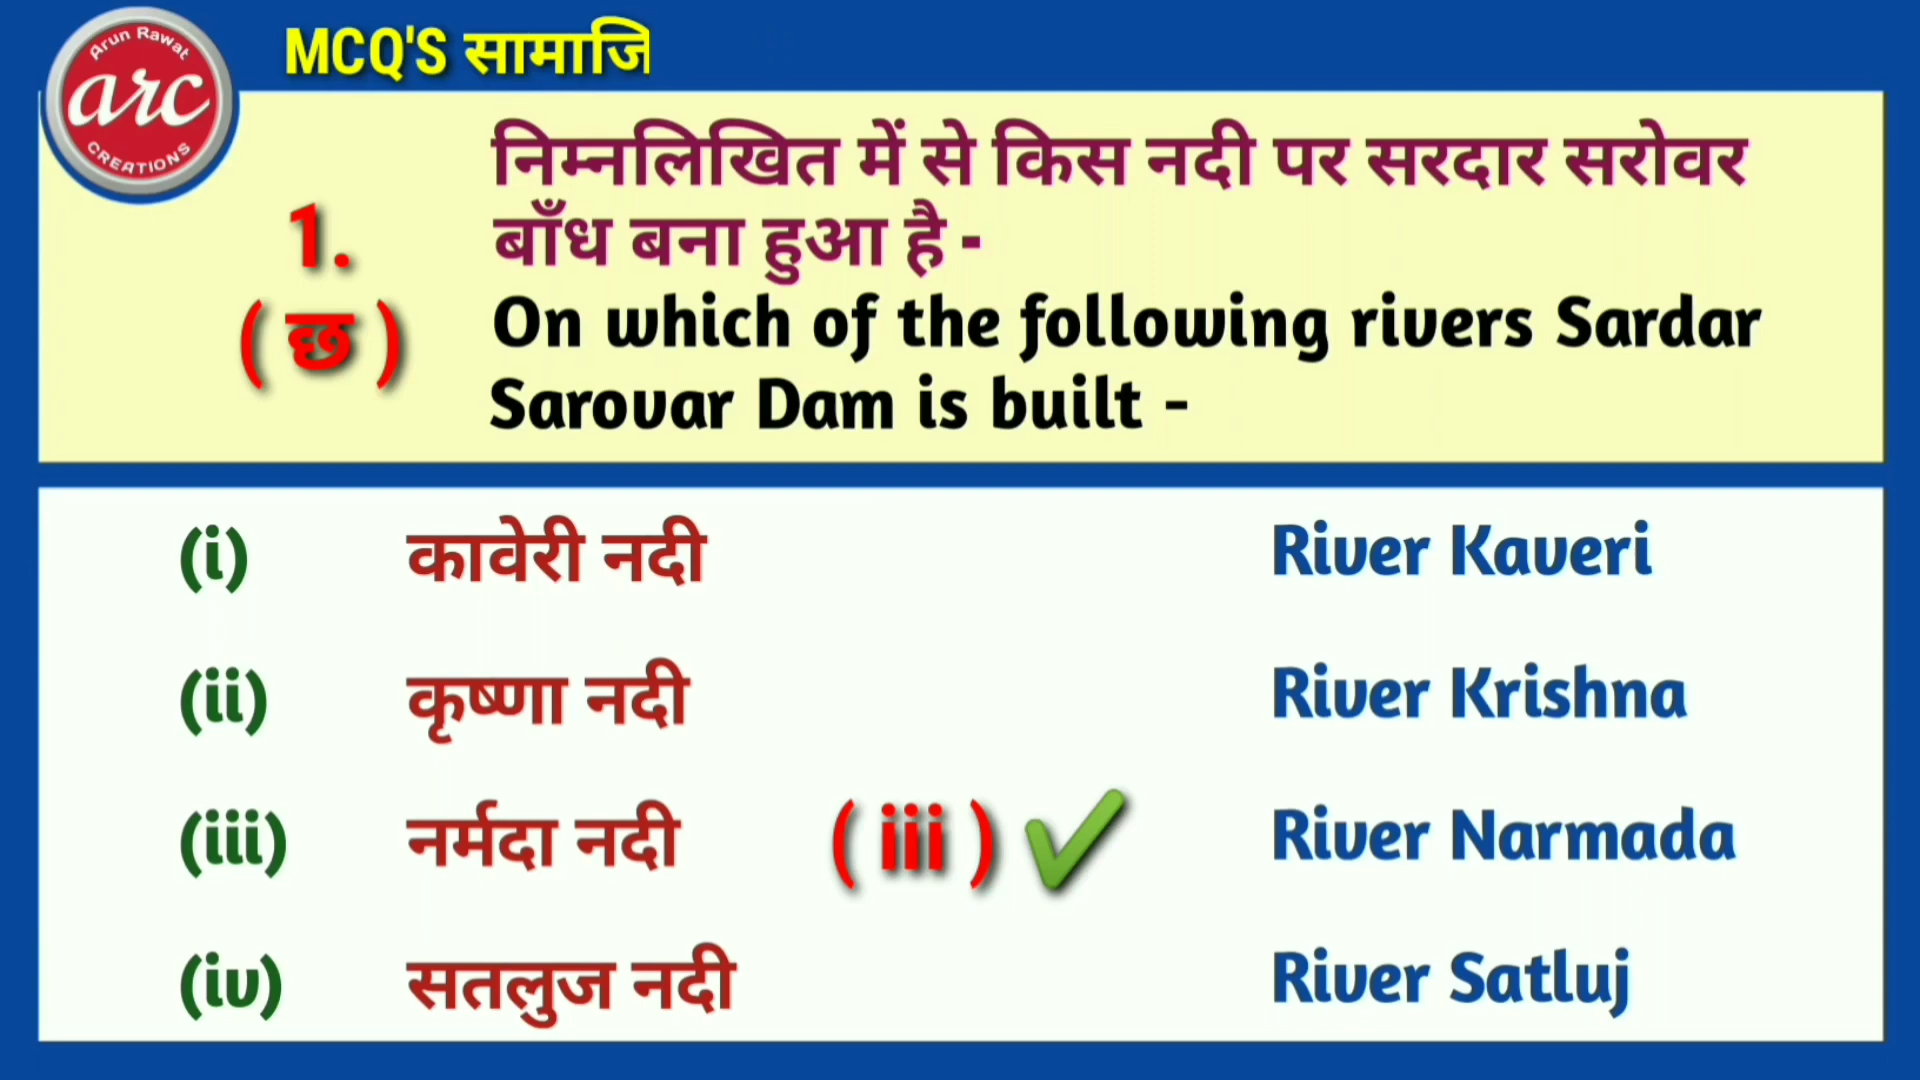 Arun Rawat
arc
CREATIONS
MCQ'S सामाजि
1.
( छ )
निम्नलिखित में से किस नदी पर सरदार सरोवर
बाँध बना हुआ है -
On which of the following rivers Sardar
Sarovar Dam is built -
(i) कावेरी नदी River Kaveri
(ii) कृष्णा नदी River Krishna
(iii) नर्मदा नदी ( iii ) ✔ River Narmada
(iv) सतलुज नदी River Satluj